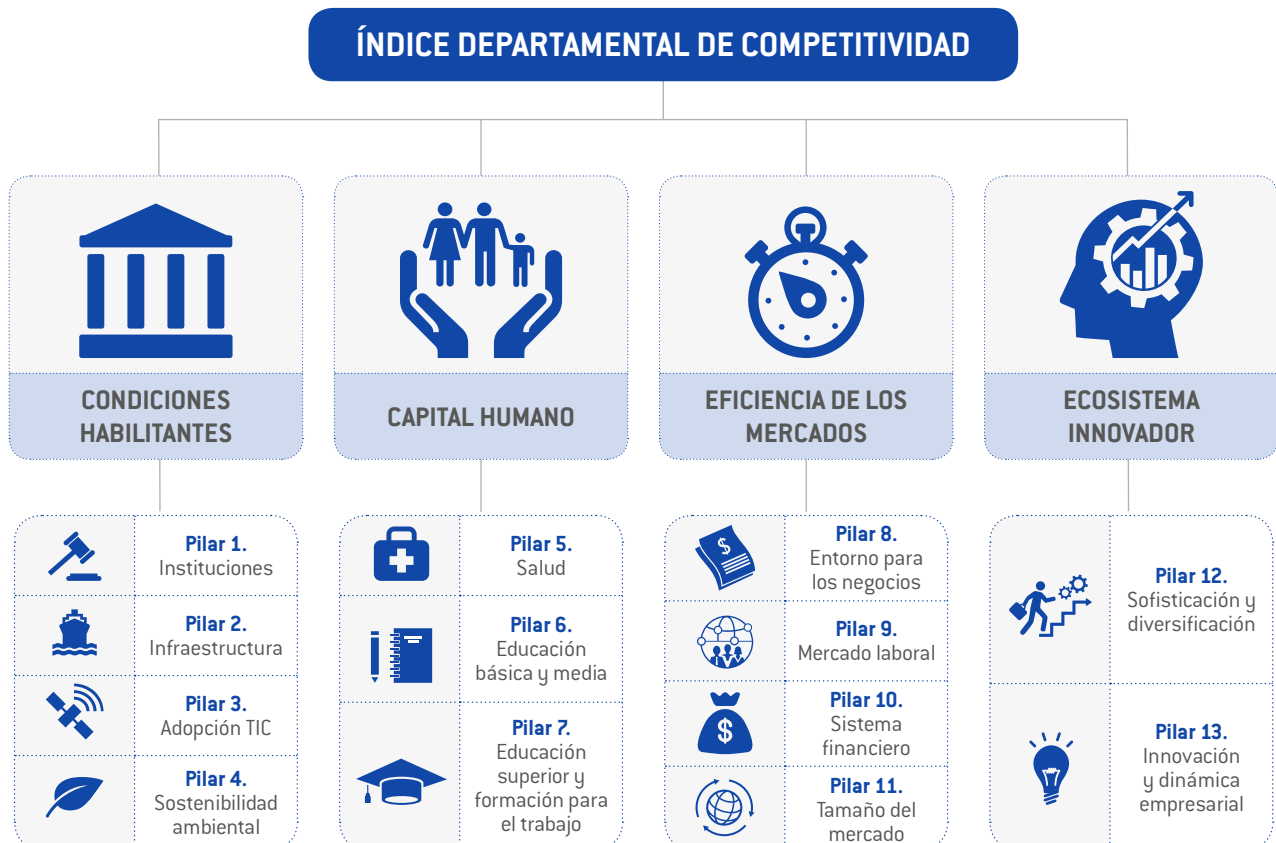 ÍNDICE DEPARTAMENTAL DE COMPETITIVIDAD
CONDICIONES
HABILITANTES
CAPITAL HUMANO
EFICIENCIA DE LOS
MERCADOS
ECOSISTEMA
INNOVADOR
Pilar 1.
Instituciones
Pilar 2.
Infraestructura
Pilar 3.
Adopción TIC
Pilar 4.
Sostenibilidad
ambiental
Pilar 5.
Salud
Pilar 6.
Educación
básica y media
Pilar 7.
Educación
superior y
formación para
el trabajo
Pilar 8.
Entorno para
los negocios
Pilar 9.
Mercado laboral
Pilar 10.
Sistema
financiero
Pilar 11.
Tamaño del
mercado
Pilar 12.
Sofisticación y
diversificación
Pilar 13.
Innovación
y dinámica
empresarial
$
$